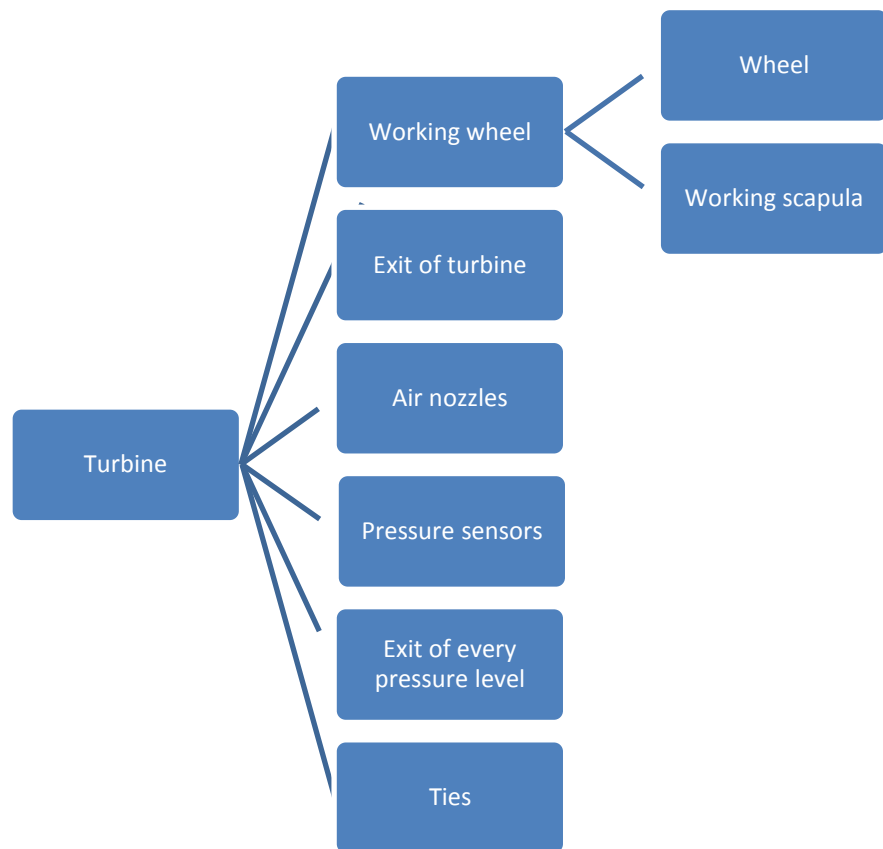 Wheel
Working wheel
Working scapula
Exit of turbine
Air nozzles
Turbine
Pressure sensors
Exit of every
pressure level
Ties